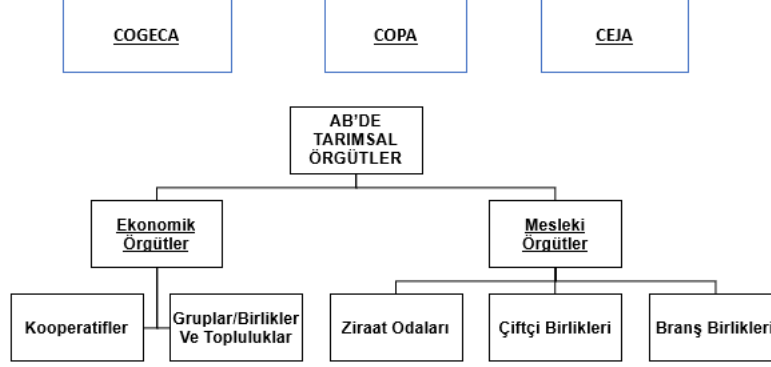 COGECA
COPA
CEJA
AB'DE
TARIMSAL
ÖRGÜTLER
Ekonomik
Örgütler
Mesleki
Örgütler
Kooperatifler
Gruplar/Birlikler
Ve Topluluklar
Ziraat Odaları
Çiftçi Birlikleri
Branş Birlikleri